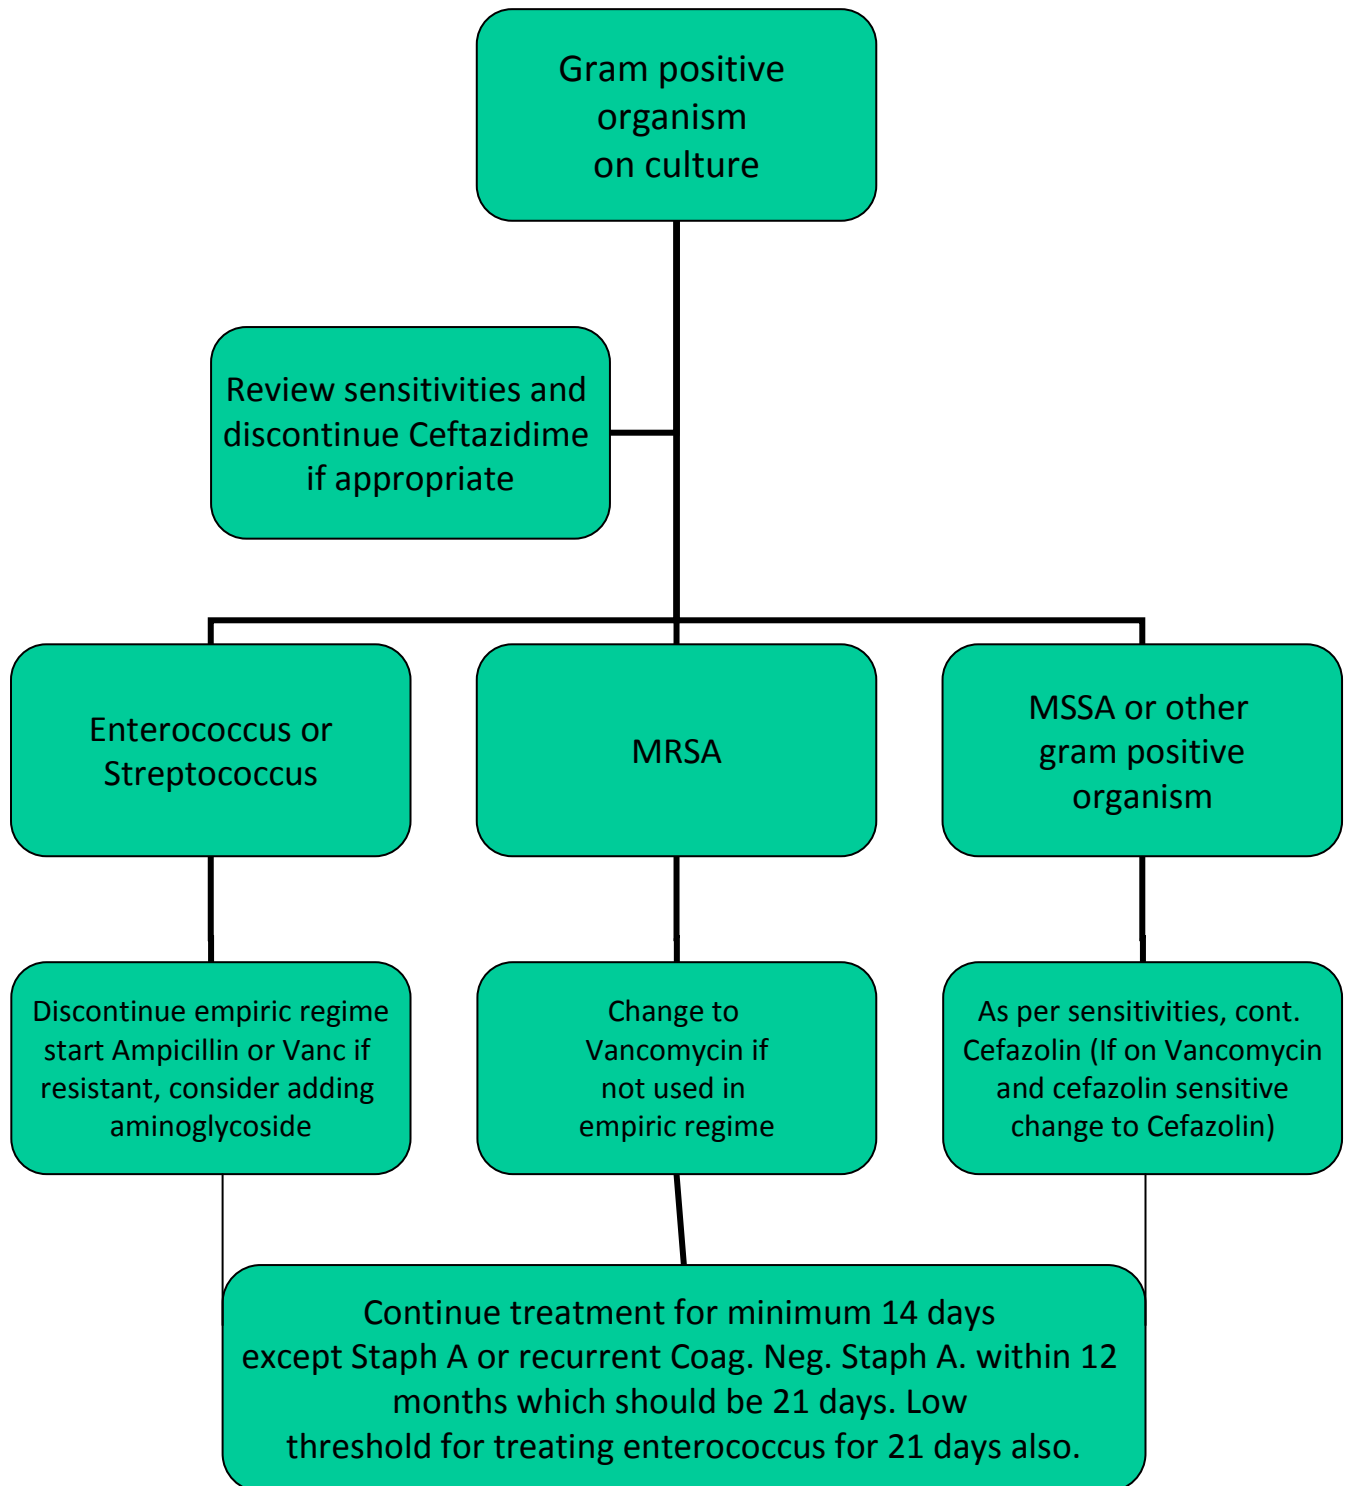 Gram positive
organism
on culture
Review sensitivities and
discontinue Ceftazidime
if appropriate
Enterococcus or
Streptococcus
MRSA
MSSA or other
gram positive
organism
Discontinue empiric regime
start Ampicillin or Vanc if
resistant, consider adding
aminoglycoside
Change to
Vancomycin if
not used in
empiric regime
As per sensitivities, cont.
Cefazolin (If on Vancomycin
and cefazolin sensitive
change to Cefazolin)
Continue treatment for minimum 14 days
except Staph A or recurrent Coag. Neg. Staph A. within 12
months which should be 21 days. Low
threshold for treating enterococcus for 21 days also.